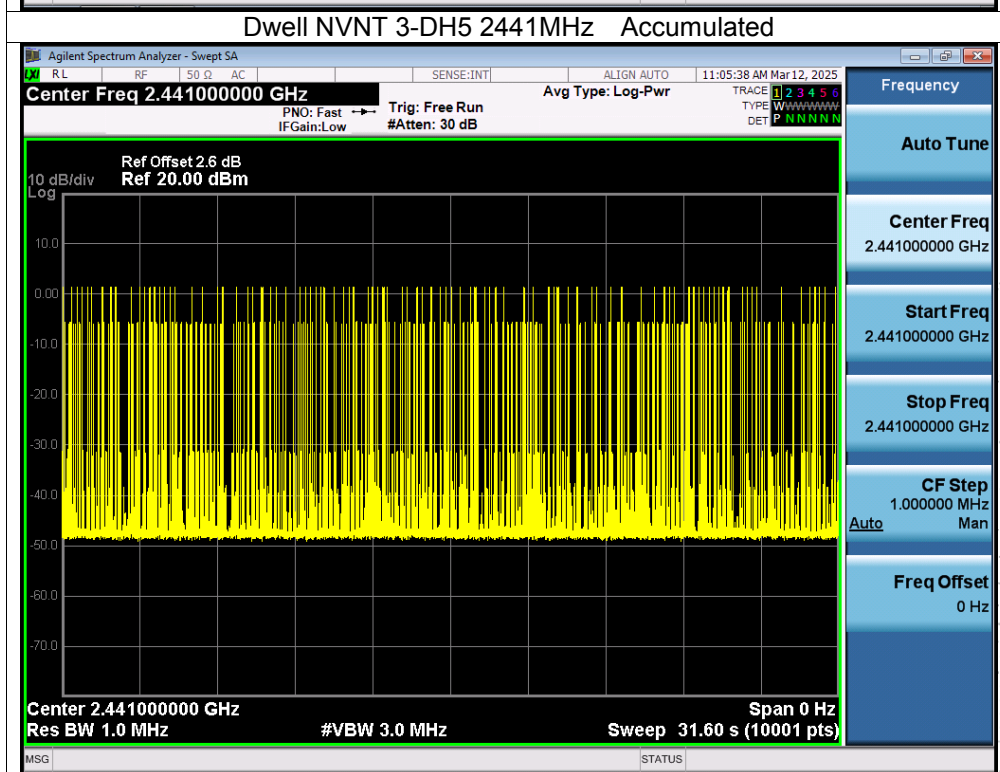 Dwell NVNT 3-DH5 2441MHz Accumulated
Agilent Spectrum Analyzer - Swept SA
LXI RL RF 50 Ω AC SENSE:INT ALIGN AUTO 11:05:38 AM Mar 12, 2025
Center Freq 2.441000000 GHz
PNO: Fast
IFGain:Low
Trig: Free Run
#Atten: 30 dB
Avg Type: Log-Pwr
TRACE 1 2 3 4 5 6
TYPE WWWWWWW
DET P N N N N N
Frequency
Auto Tune
Center Freq
2.441000000 GHz
Start Freq
2.441000000 GHz
Stop Freq
2.441000000 GHz
CF Step
1.000000 MHz
Auto Man
Freq Offset
0 Hz
Ref Offset 2.6 dB
10 dB/div Ref 20.00 dBm
Log
10.0
0.00
-10.0
-20.0
-30.0
-40.0
-50.0
-60.0
-70.0
Center 2.441000000 GHz Span 0 Hz
Res BW 1.0 MHz #VBW 3.0 MHz Sweep 31.60 s (10001 pts)
MSG STATUS